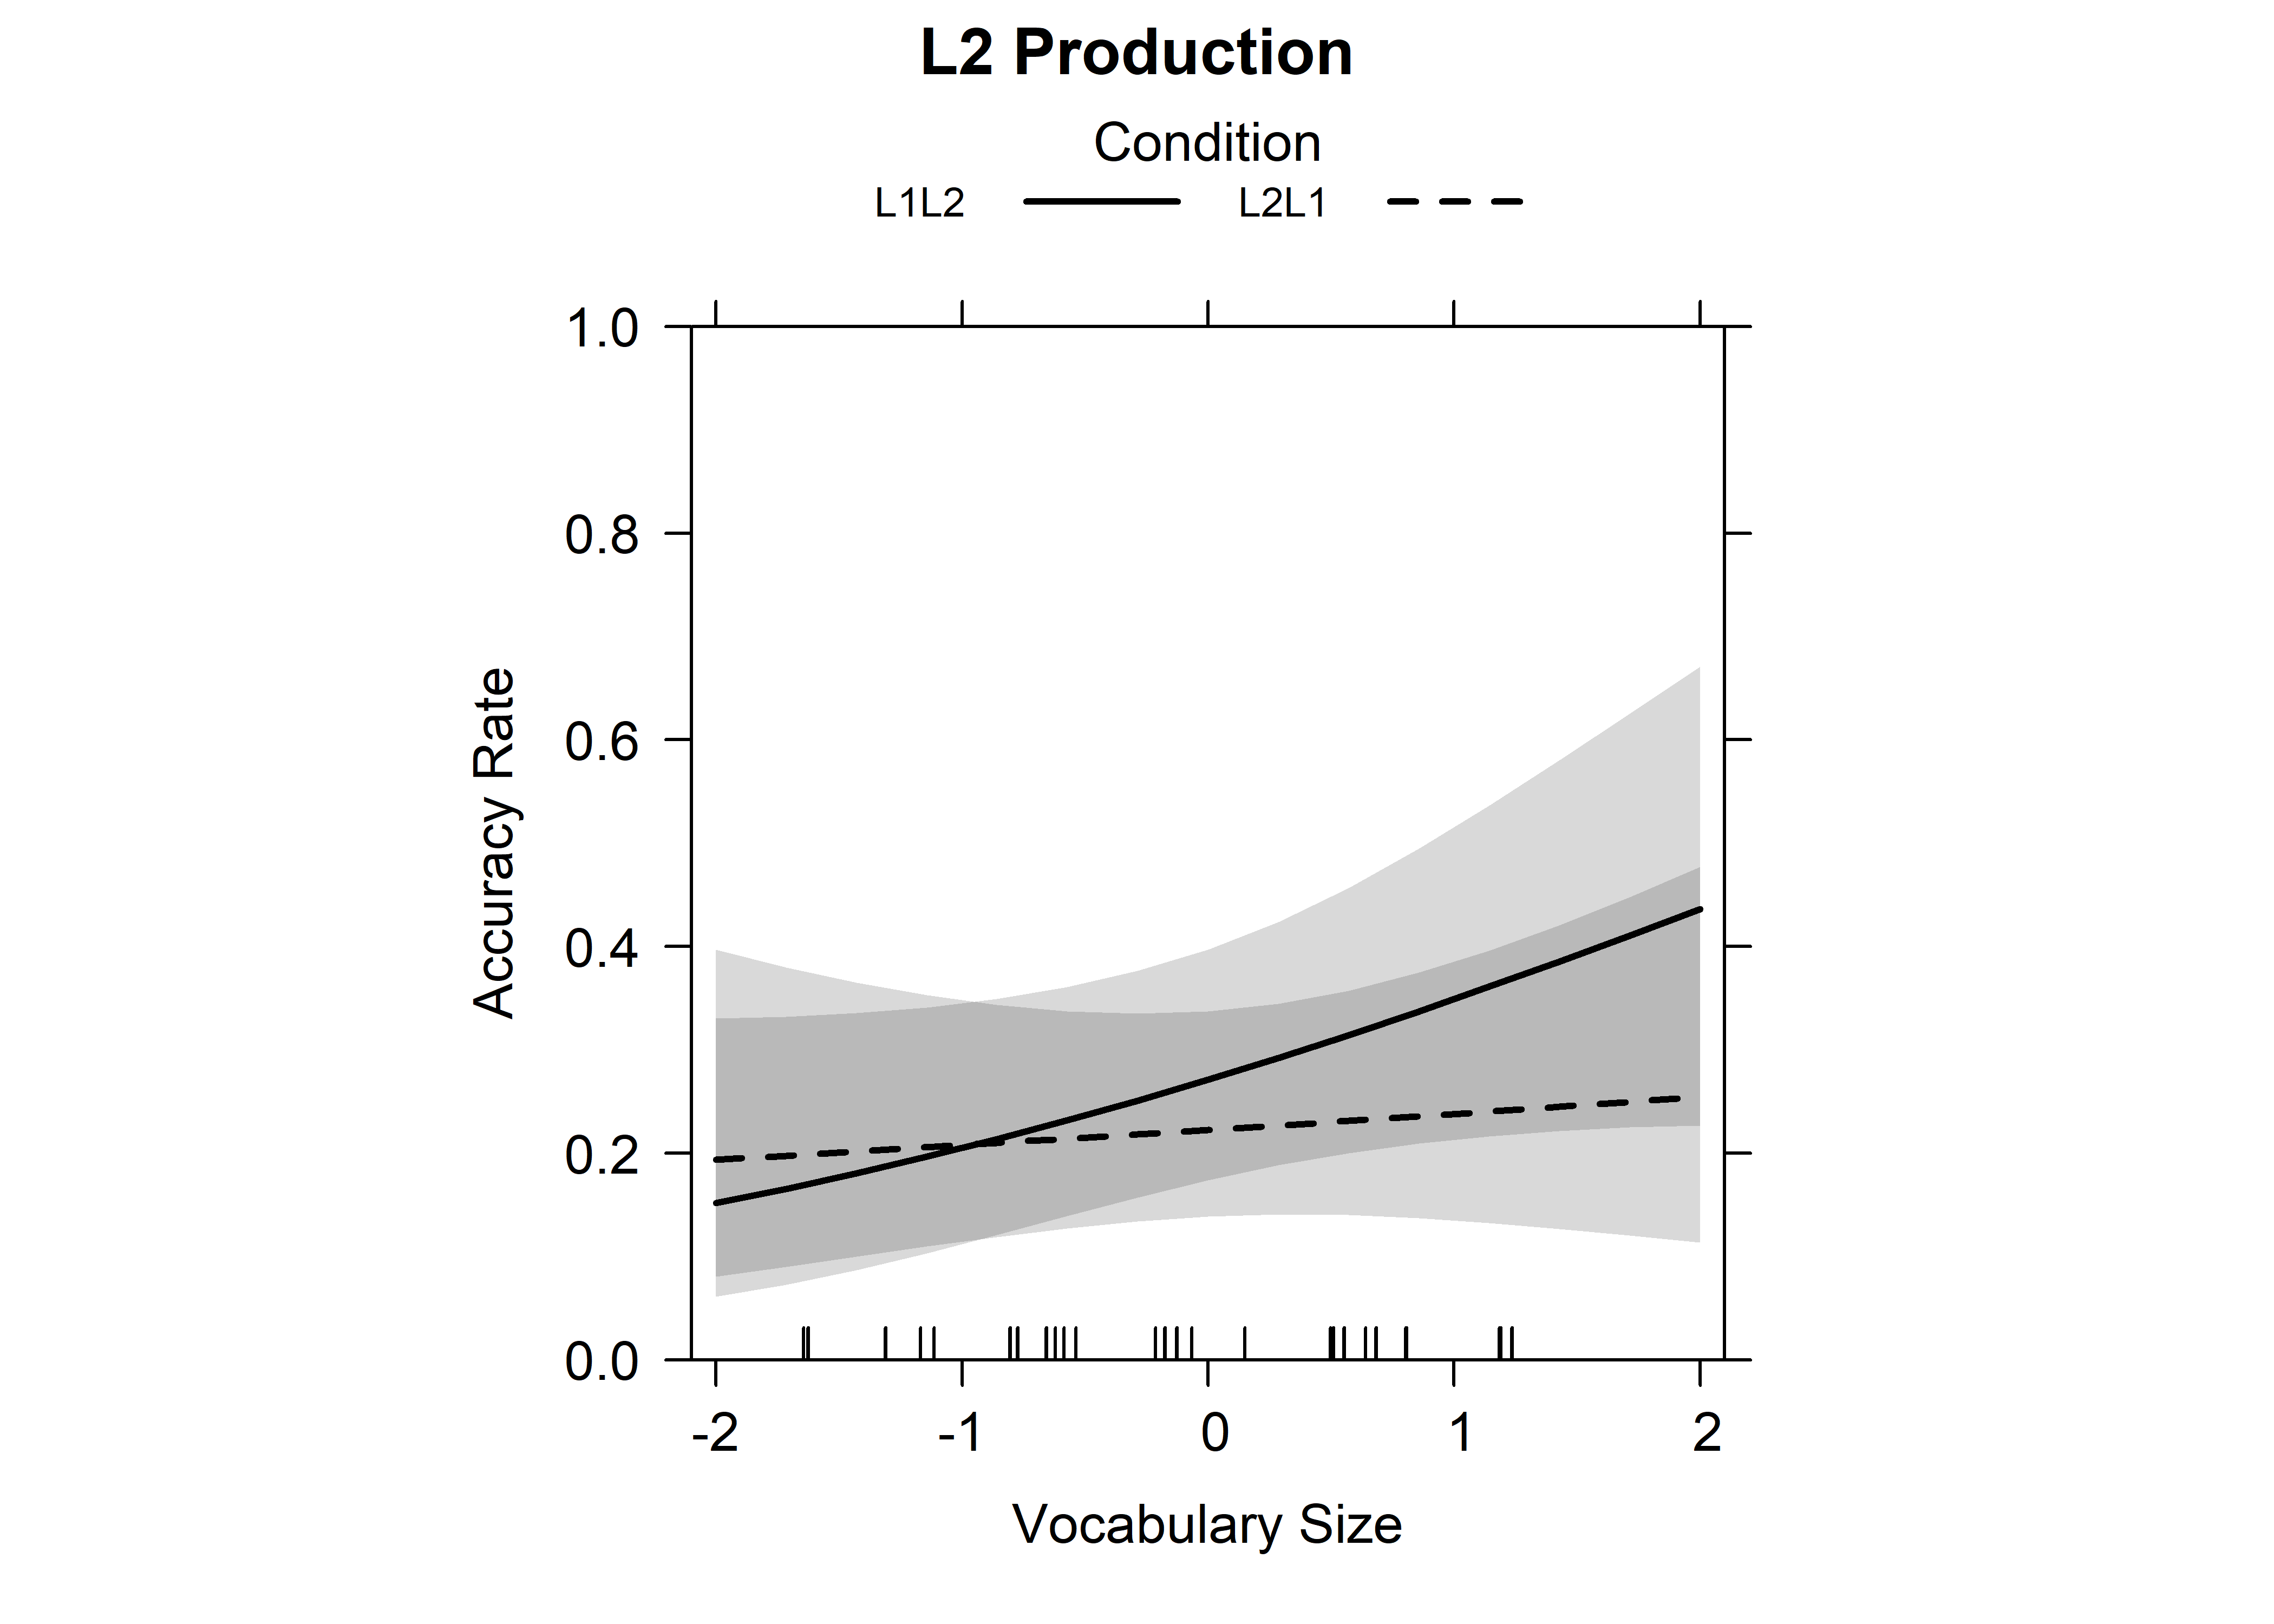 L2 Production
Condition
L1L2 L2L1
1.0
0.8
0.6
0.4
0.2
0.0
Accuracy Rate
-2 -1 0 1 2
Vocabulary Size